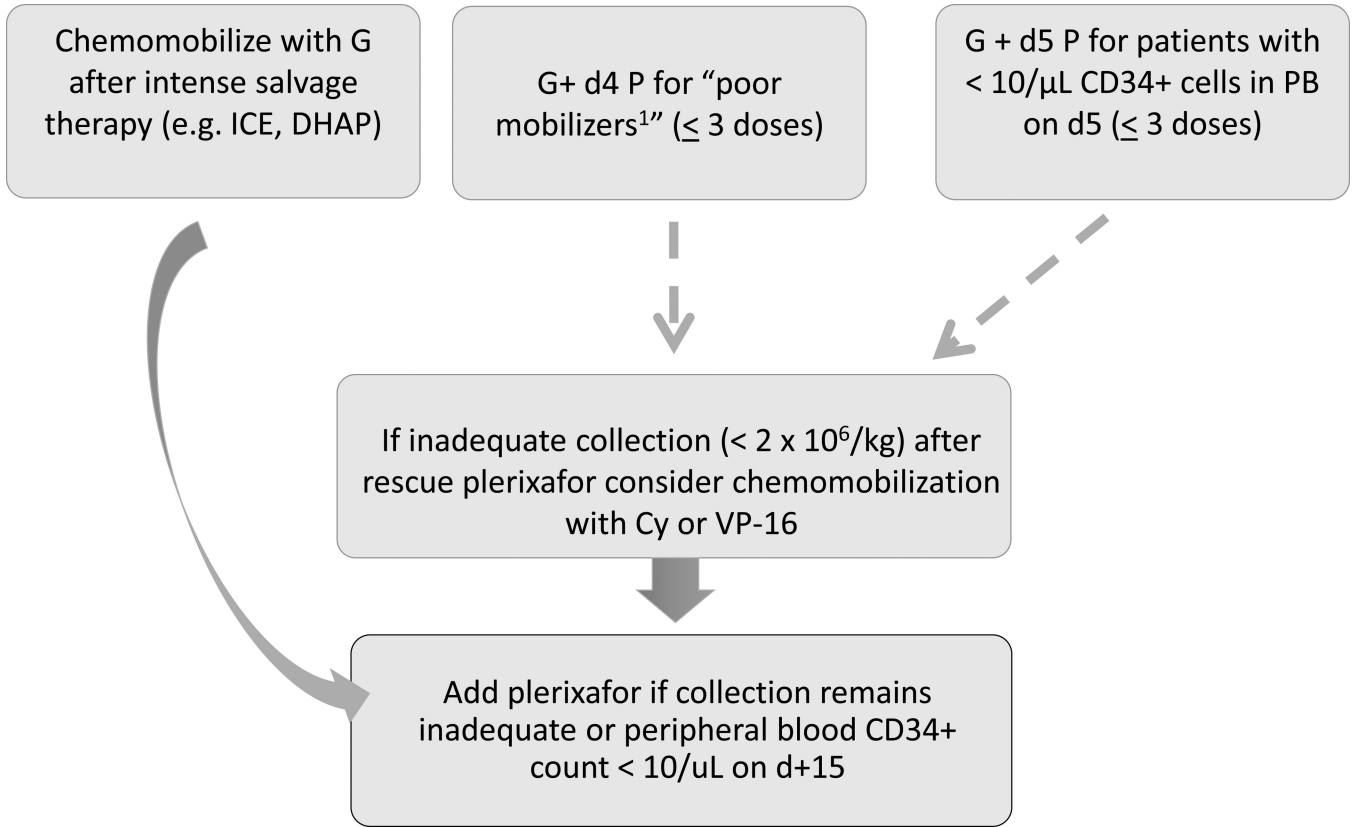 Chemomobilize with G
after intense salvage
therapy (e.g. ICE, DHAP)
G+ d4 P for “poor
mobilizers¹” (≤ 3 doses)
G + d5 P for patients with
< 10/µL CD34+ cells in PB
on d5 (≤ 3 doses)
If inadequate collection (< 2 x 10⁶/kg) after
rescue plerixafor consider chemomobilization
with Cy or VP-16
Add plerixafor if collection remains
inadequate or peripheral blood CD34+
count < 10/uL on d+15